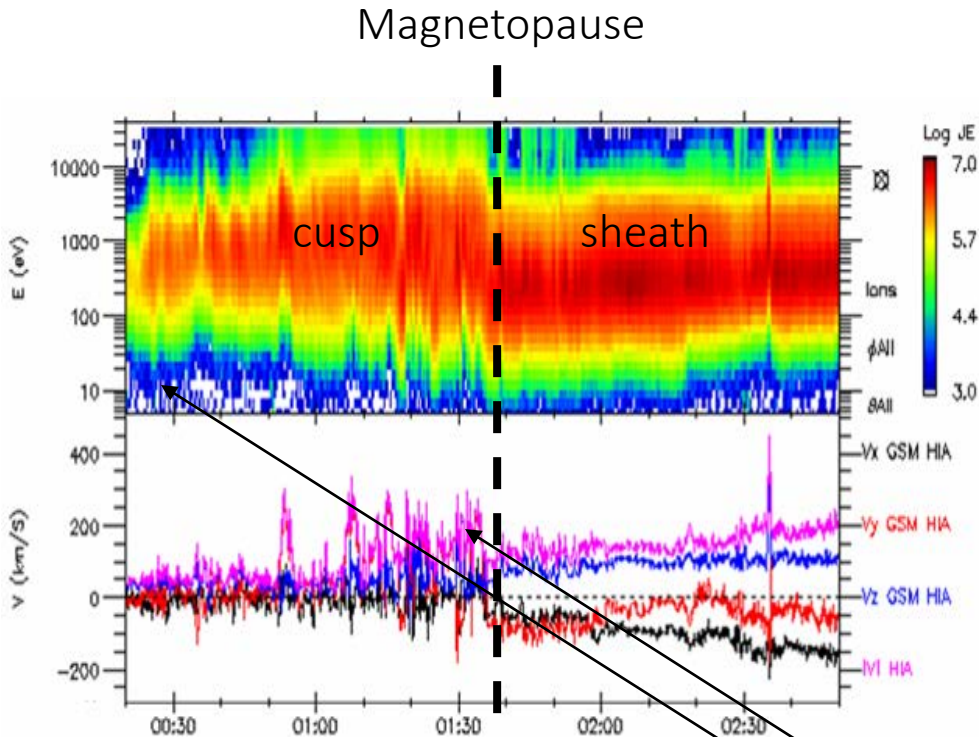 Magnetopause
Log JE
7.0
5.7
4.4
3.0
10000
1000
100
10
E (eV)
cusp
sheath
Ions
ϕAll
θAll
400
200
0
-200
V (km/S)
Vx GSM HIA
Vy GSM HIA
Vz GSM HIA
|V| HIA
00:30
01:00
01:30
02:00
02:30